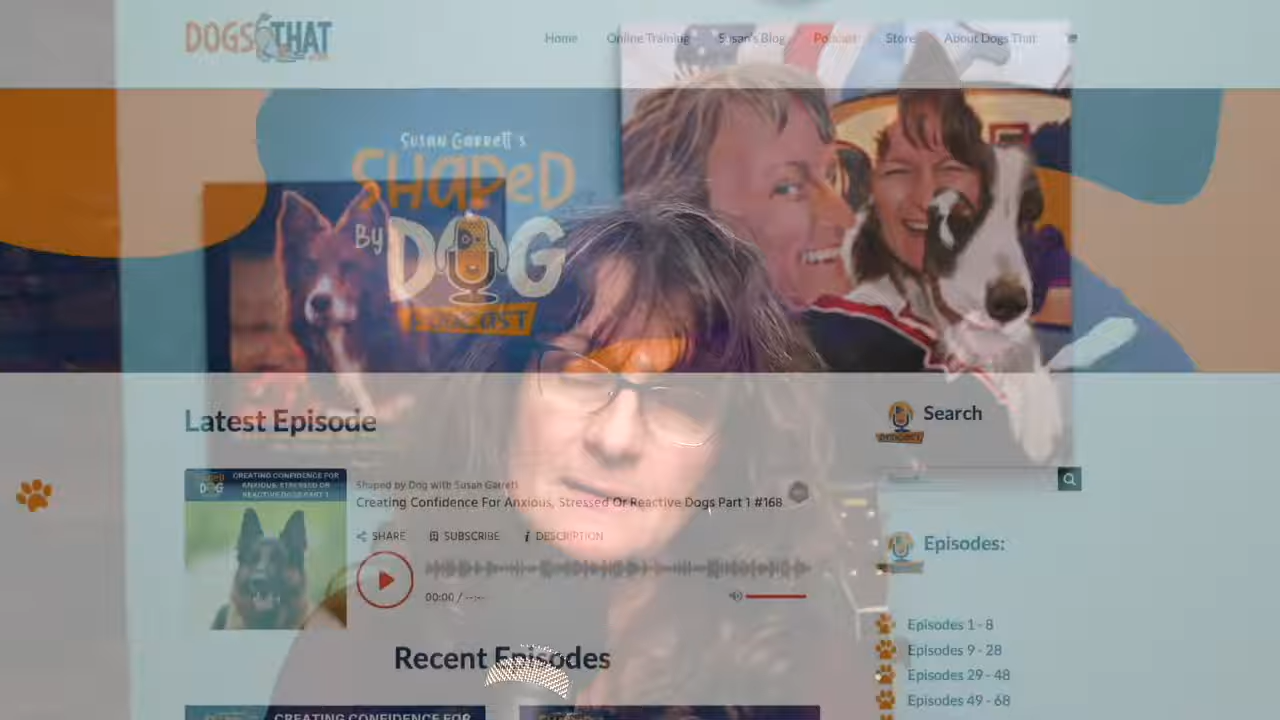 DOGS THAT
Home Online Training Susan's Blog Podcast Store About Dogs That
SUSAN GARRETT'S
SHAPED
By DOG
PODCAST
Latest Episode
Search
SHAPED
DOG
CREATING CONFIDENCE FOR
ANXIOUS, STRESSED OR
REACTIVE DOGS PART 1
Shaped by Dog with Susan Garrett
Creating Confidence For Anxious, Stressed Or Reactive Dogs Part 1 #168
SHARE SUBSCRIBE DESCRIPTION
00:00 / --:--
Episodes:
Episodes 1 - 8
Episodes 9 - 28
Episodes 29 - 48
Episodes 49 - 68
Recent Episodes
CREATING CONFIDENCE FOR